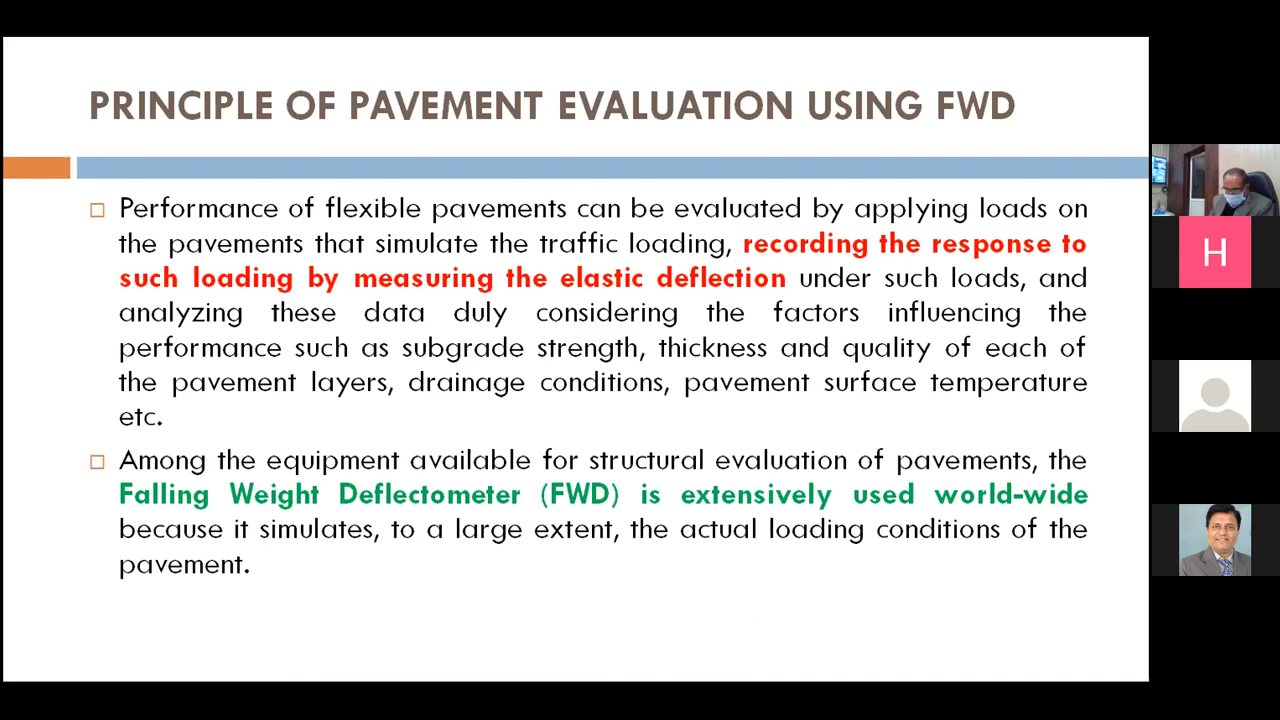 PRINCIPLE OF PAVEMENT EVALUATION USING FWD
Performance of flexible pavements can be evaluated by applying loads on
the pavements that simulate the traffic loading, recording the response to
such loading by measuring the elastic deflection under such loads, and
analyzing these data duly considering the factors influencing the
performance such as subgrade strength, thickness and quality of each of
the pavement layers, drainage conditions, pavement surface temperature
etc.
Among the equipment available for structural evaluation of pavements, the
Falling Weight Deflectometer (FWD) is extensively used world-wide
because it simulates, to a large extent, the actual loading conditions of the
pavement.
H